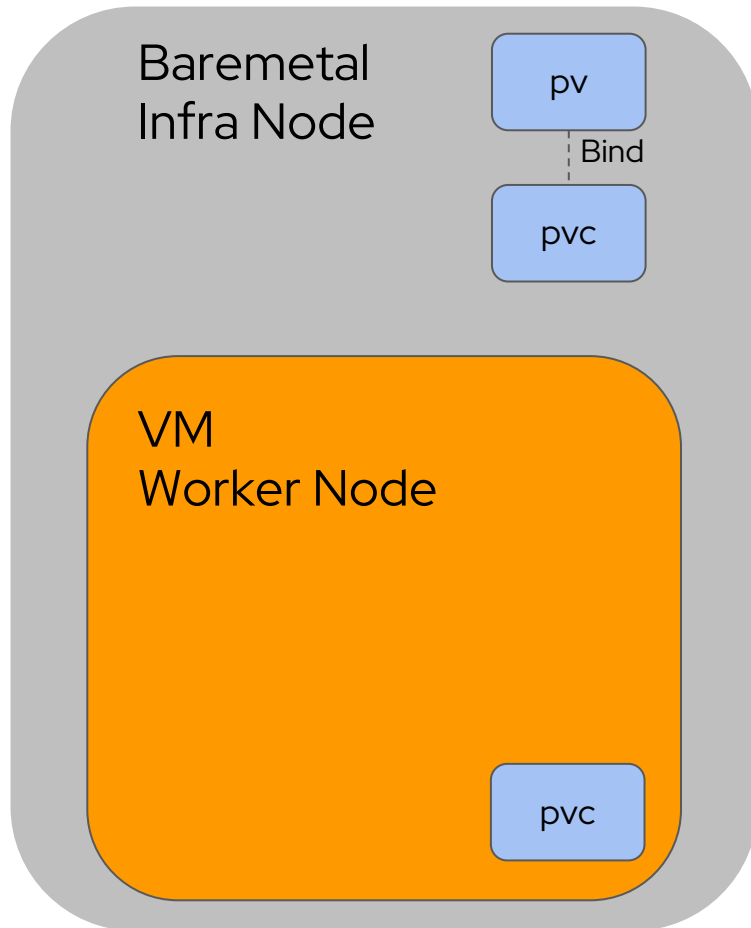 Baremetal
Infra Node
pv
Bind
pvc
VM
Worker Node
pvc